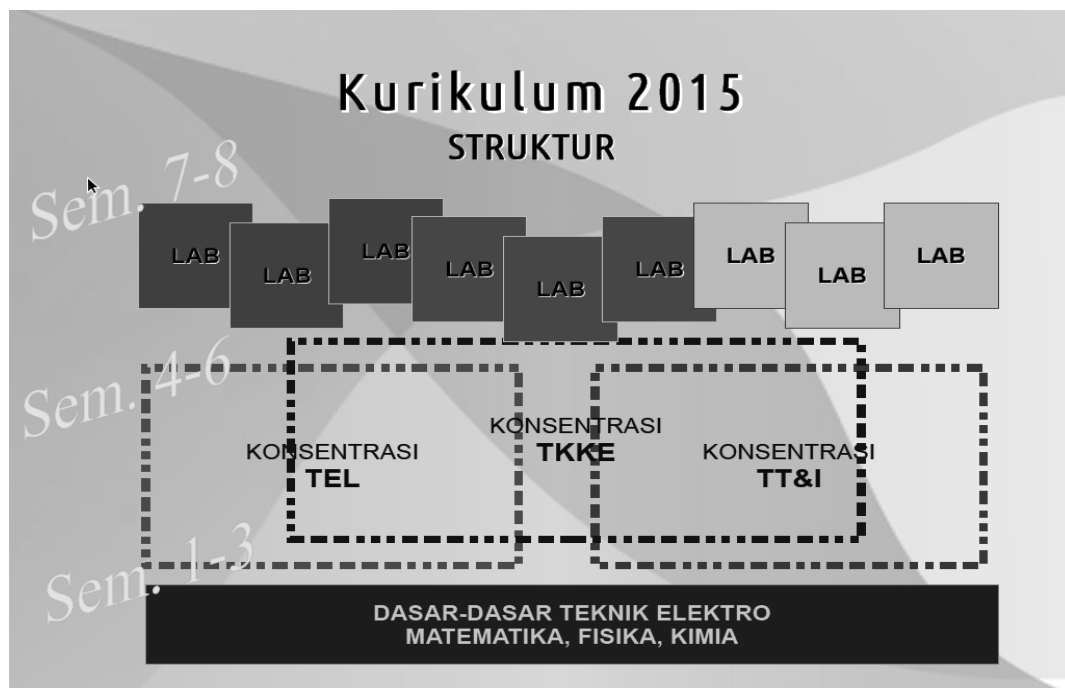 Kurikulum 2015
STRUKTUR
Sem. 7-8
LAB
LAB
LAB
LAB
LAB
LAB
LAB
LAB
LAB
Sem. 4-6
KONSENTRASI
TEL
KONSENTRASI
TKKE
KONSENTRASI
TT&I
Sem. 1-3
DASAR-DASAR TEKNIK ELEKTRO
MATEMATIKA, FISIKA, KIMIA